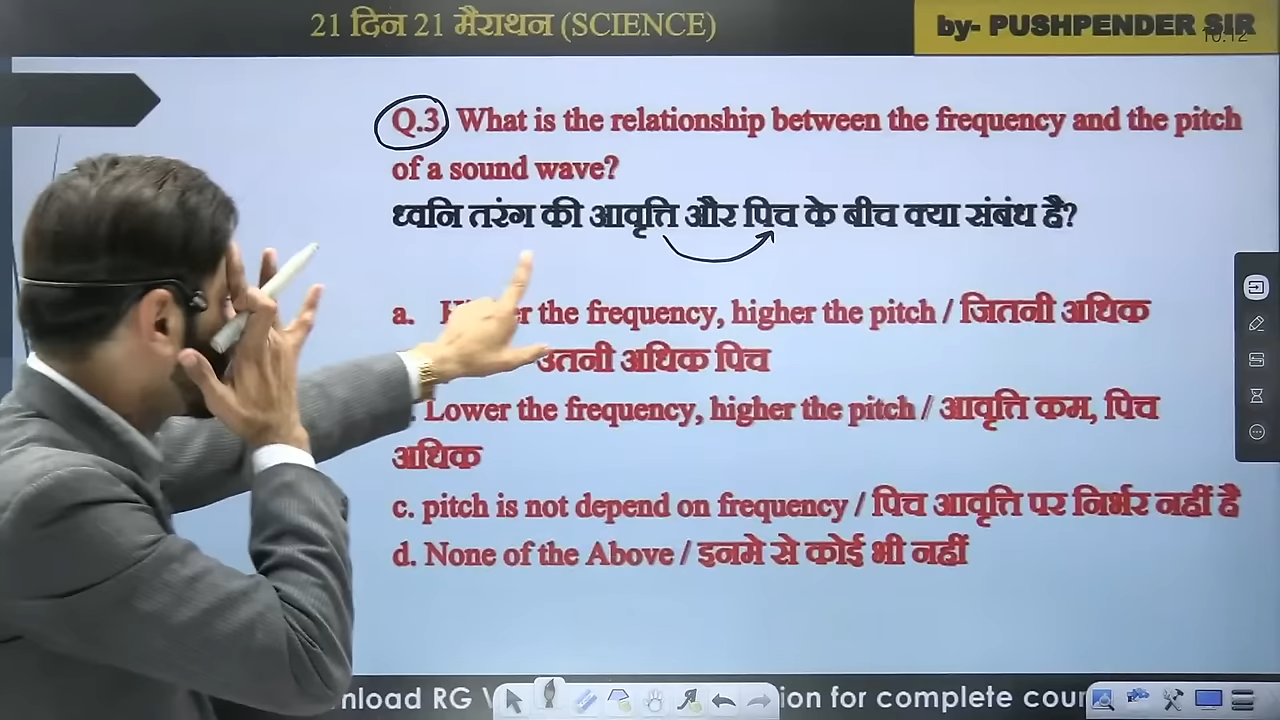 21 दिन 21 मैराथन (SCIENCE)
by- PUSHPENDER SIR
10:12
Q.3 What is the relationship between the frequency and the pitch
of a sound wave?
ध्वनि तरंग की आवृत्ति और पिच के बीच क्या संबंध है?
a. the frequency, higher the pitch / जितनी अधिक
उतनी अधिक पिच
Lower the frequency, higher the pitch / आवृत्ति कम, पिच
अधिक
c. pitch is not depend on frequency / पिच आवृत्ति पर निर्भर नहीं है
d. None of the Above / इनमे से कोई भी नहीं
RG for complete